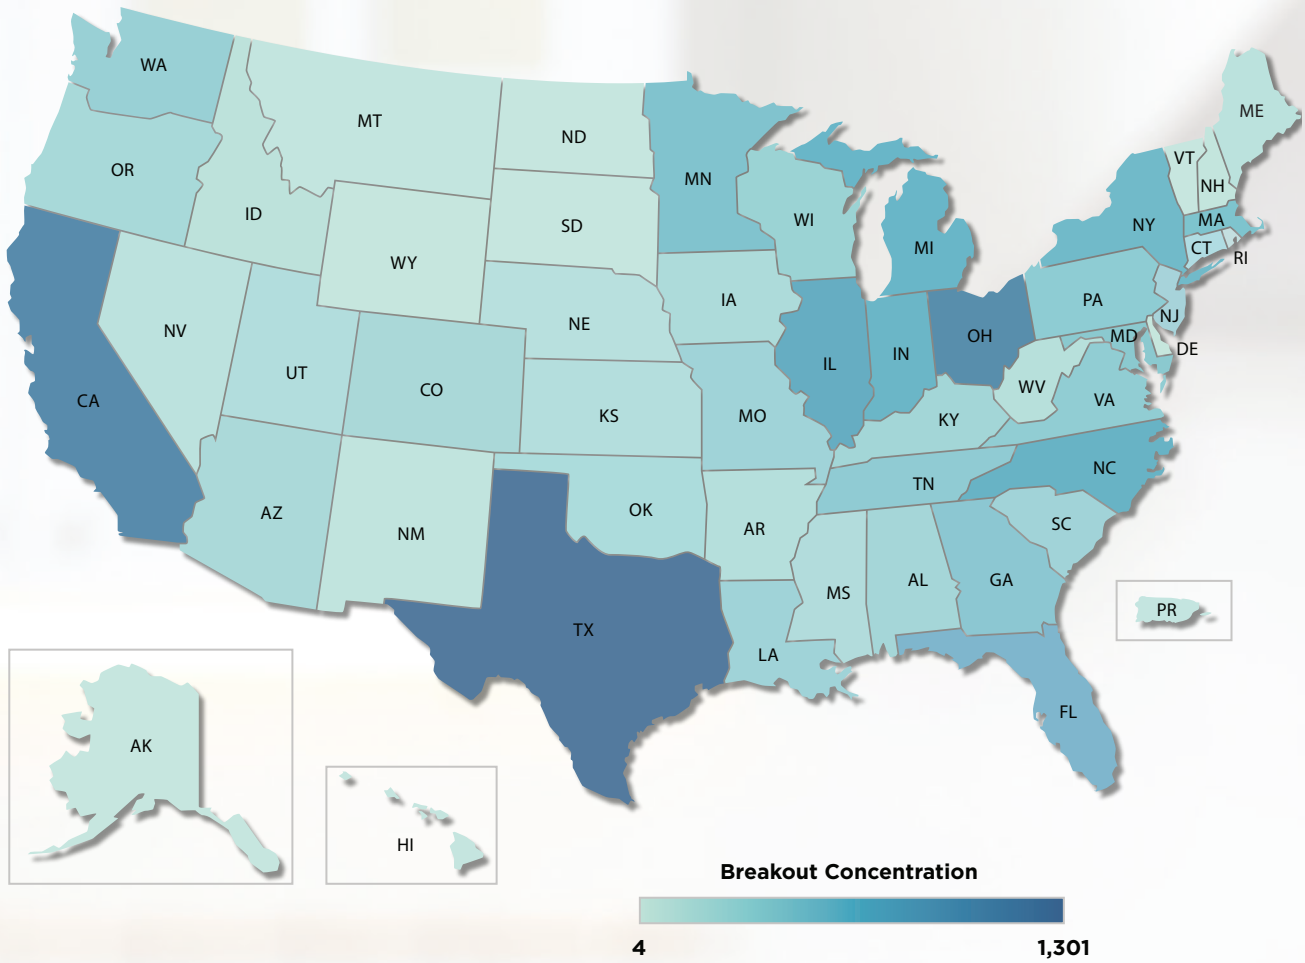 WA
MT
ND
OR
ID
MN
SD
WY
WI
MI
ME
VT
NH
NY
MA
CT
RI
NV
UT
CO
NE
IA
IL
IN
OH
PA
NJ
MD
DE
WV
VA
CA
KS
MO
KY
AZ
NM
OK
AR
TN
NC
SC
MS
AL
GA
TX
LA
FL
PR
AK
HI
Breakout Concentration
4
1,301